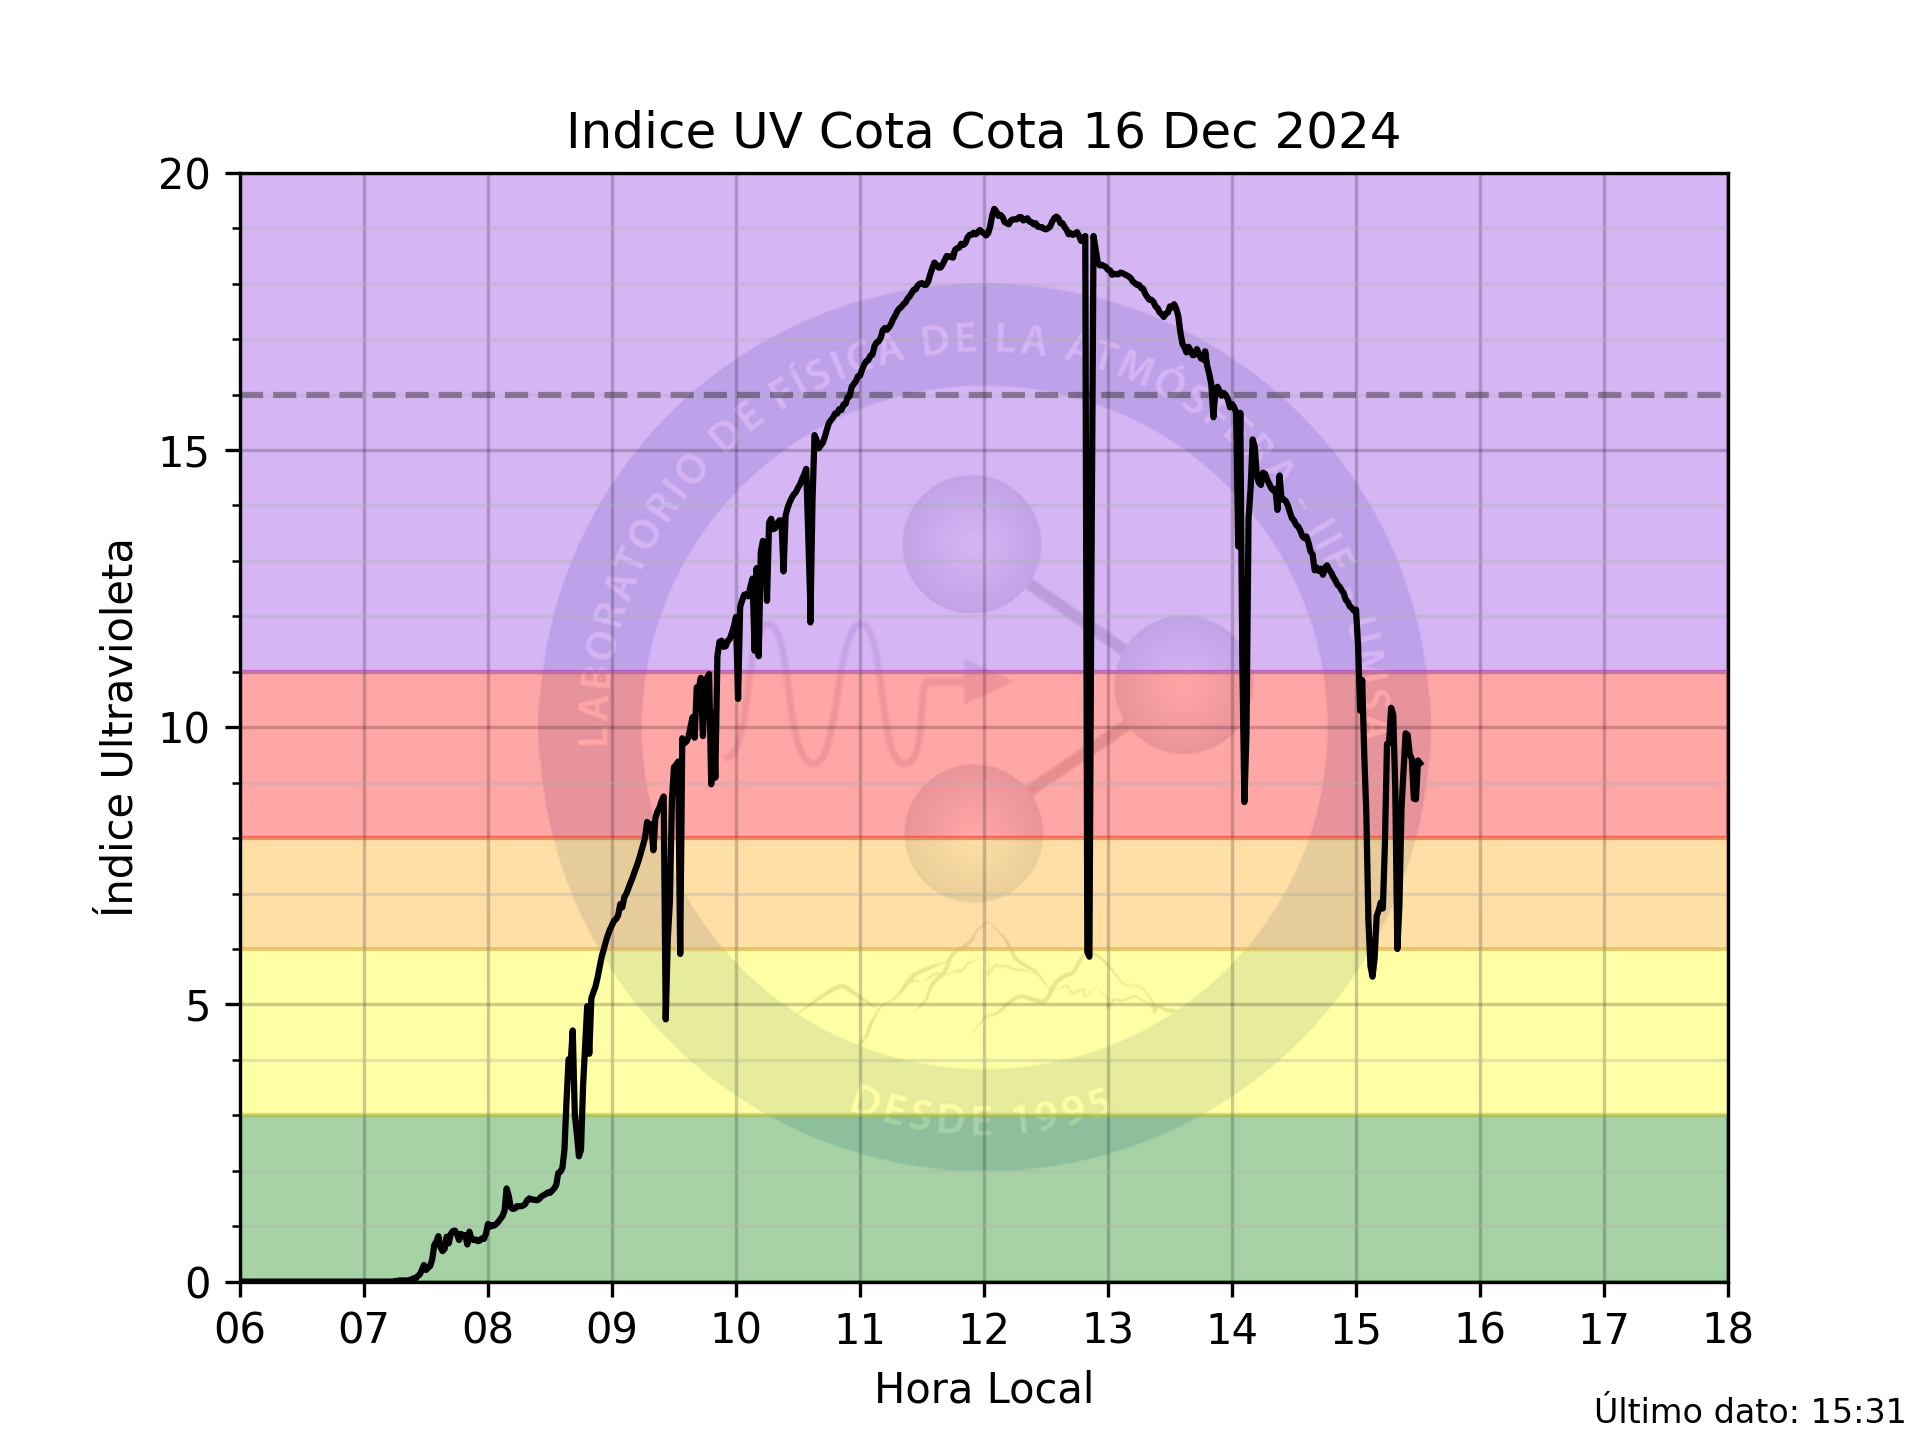 Indice UV Cota Cota 16 Dec 2024
20
15
10
5
0
Índice Ultravioleta
LABORATORIO DE FÍSICA DE LA ATMÓSFERA - IIF UMSA
DESDE 1995
06 07 08 09 10 11 12 13 14 15 16 17 18
Hora Local
Último dato: 15:31